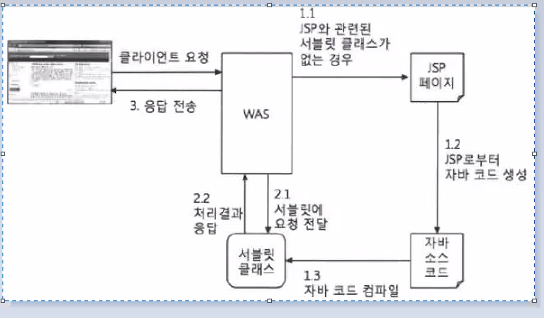 1.1
JSP와 관련된
서블릿 클래스가
없는 경우
클라이언트 요청
3. 응답 전송
WAS
JSP
페이지
1.2
JSP로부터
자바 코드 생성
2.2
처리결과
응답
2.1
서블릿에
요청 전달
서블릿
클래스
자바
소스
코드
1.3
자바 코드 컴파일